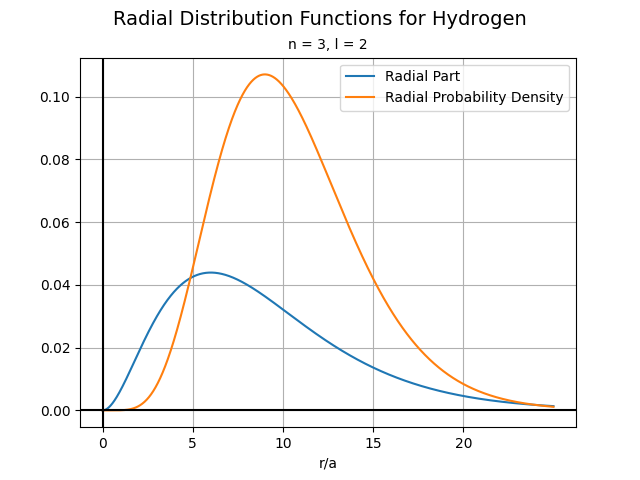 Radial Distribution Functions for Hydrogen
n = 3, l = 2
Radial Part
Radial Probability Density
0.10
0.08
0.06
0.04
0.02
0.00
0 5 10 15 20
r/a